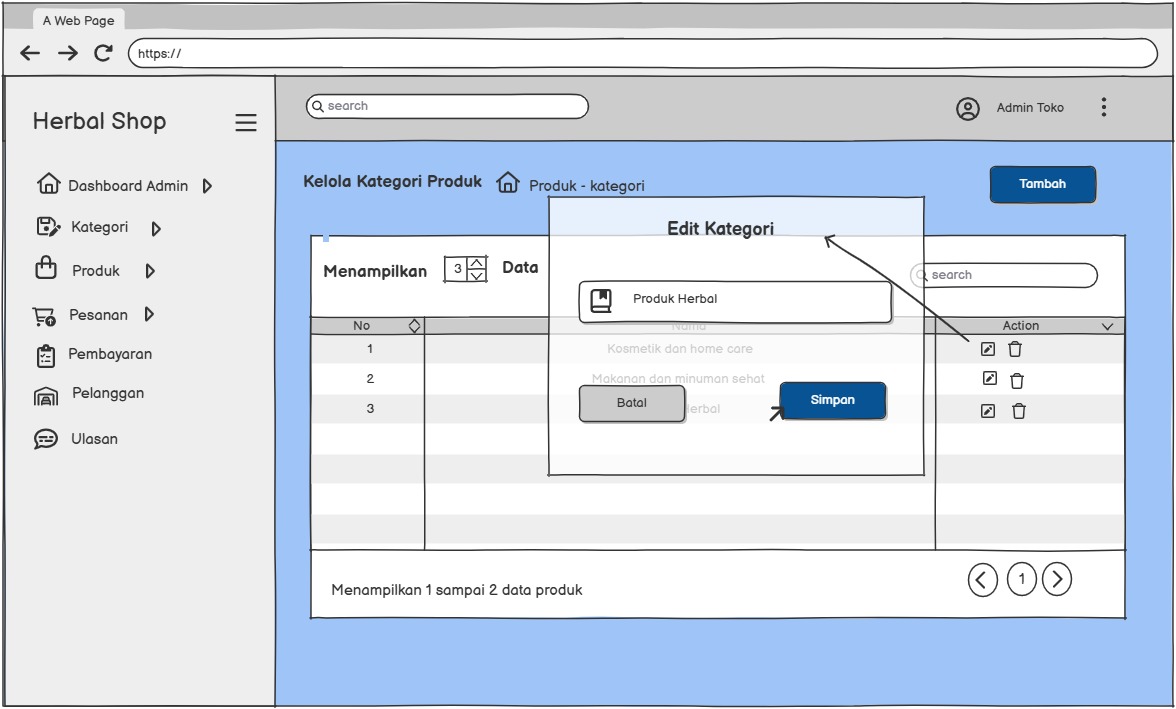 A Web Page
https://
Herbal Shop
search
Admin Toko
Dashboard Admin
Kategori
Produk
Pesanan
Pembayaran
Pelanggan
Ulasan
Kelola Kategori Produk
Produk - kategori
Tambah
Edit Kategori
Menampilkan 3 Data
search
Produk Herbal
No
Nama
Action
1
Kosmetik dan home care
2
Makanan dan minuman sehat
3
Herbal
Batal
Simpan
Menampilkan 1 sampai 2 data produk
1